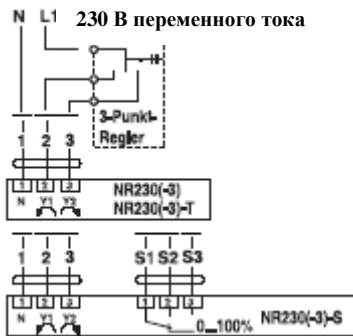 N L1 230 В переменного тока
3-Punkt-
Regler
1 2 3
1 2 3
N Y1 Y2
NR230(-3)
NR230(-3)-T
1 2 3 S1 S2 S3
1 2 3 1 2 3
N Y1 Y2
0...100%
NR230(-3)-S